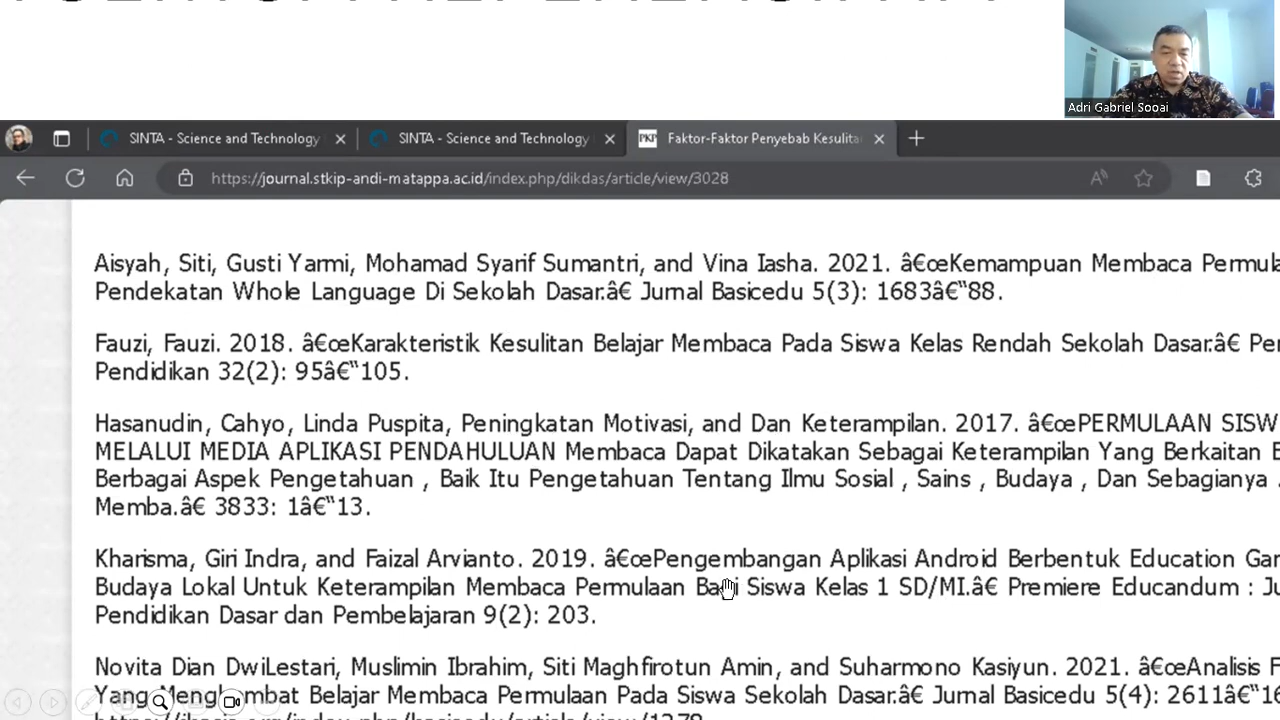 Adri Gabriel Sooai
SINTA - Science and Technology
SINTA - Science and Technology
Faktor-Faktor Penyebab Kesulita
https://journal.stkip-andi-matappa.ac.id/index.php/dikdas/article/view/3028
Aisyah, Siti, Gusti Yarmi, Mohamad Syarif Sumantri, and Vina Iasha. 2021. â€œKemampuan Membaca Permula
Pendekatan Whole Language Di Sekolah Dasar.â€ Jurnal Basicedu 5(3): 1683â€“88.
Fauzi, Fauzi. 2018. â€œKarakteristik Kesulitan Belajar Membaca Pada Siswa Kelas Rendah Sekolah Dasar.â€ Per
Pendidikan 32(2): 95â€“105.
Hasanudin, Cahyo, Linda Puspita, Peningkatan Motivasi, and Dan Keterampilan. 2017. â€œPERMULAAN SISW
MELALUI MEDIA APLIKASI PENDAHULUAN Membaca Dapat Dikatakan Sebagai Keterampilan Yang Berkaitan
Berbagai Aspek Pengetahuan , Baik Itu Pengetahuan Tentang Ilmu Sosial , Sains , Budaya , Dan Sebagianya .
Memba.â€ 3833: 1â€“13.
Kharisma, Giri Indra, and Faizal Arvianto. 2019. â€œPengembangan Aplikasi Android Berbentuk Education Gar
Budaya Lokal Untuk Keterampilan Membaca Permulaan Bagi Siswa Kelas 1 SD/MI.â€ Premiere Educandum : Ju
Pendidikan Dasar dan Pembelajaran 9(2): 203.
Novita Dian DwiLestari, Muslimin Ibrahim, Siti Maghfirotun Amin, and Suharmono Kasiyun. 2021. â€œAnalisis F
Yang Menghambat Belajar Membaca Permulaan Pada Siswa Sekolah Dasar.â€ Jurnal Basicedu 5(4): 2611â€“16